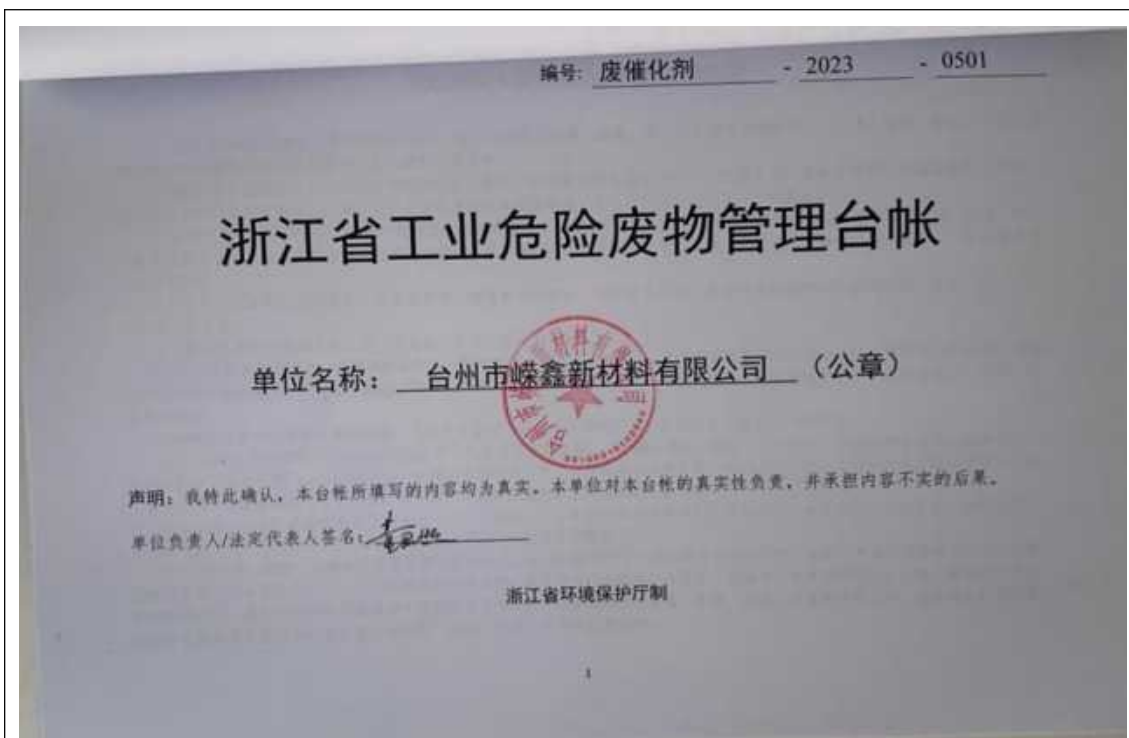 编号: 废催化剂 - 2023 - 0501
浙江省工业危险废物管理台帐
单位名称: 台州市嵘鑫新材料有限公司 (公章)
声明: 我特此确认, 本台帐所填写的内容均为真实。本单位对本台帐的真实性负责, 并承担内容不实的后果。
单位负责人/法定代表人签名:
浙江省环境保护厅制
1